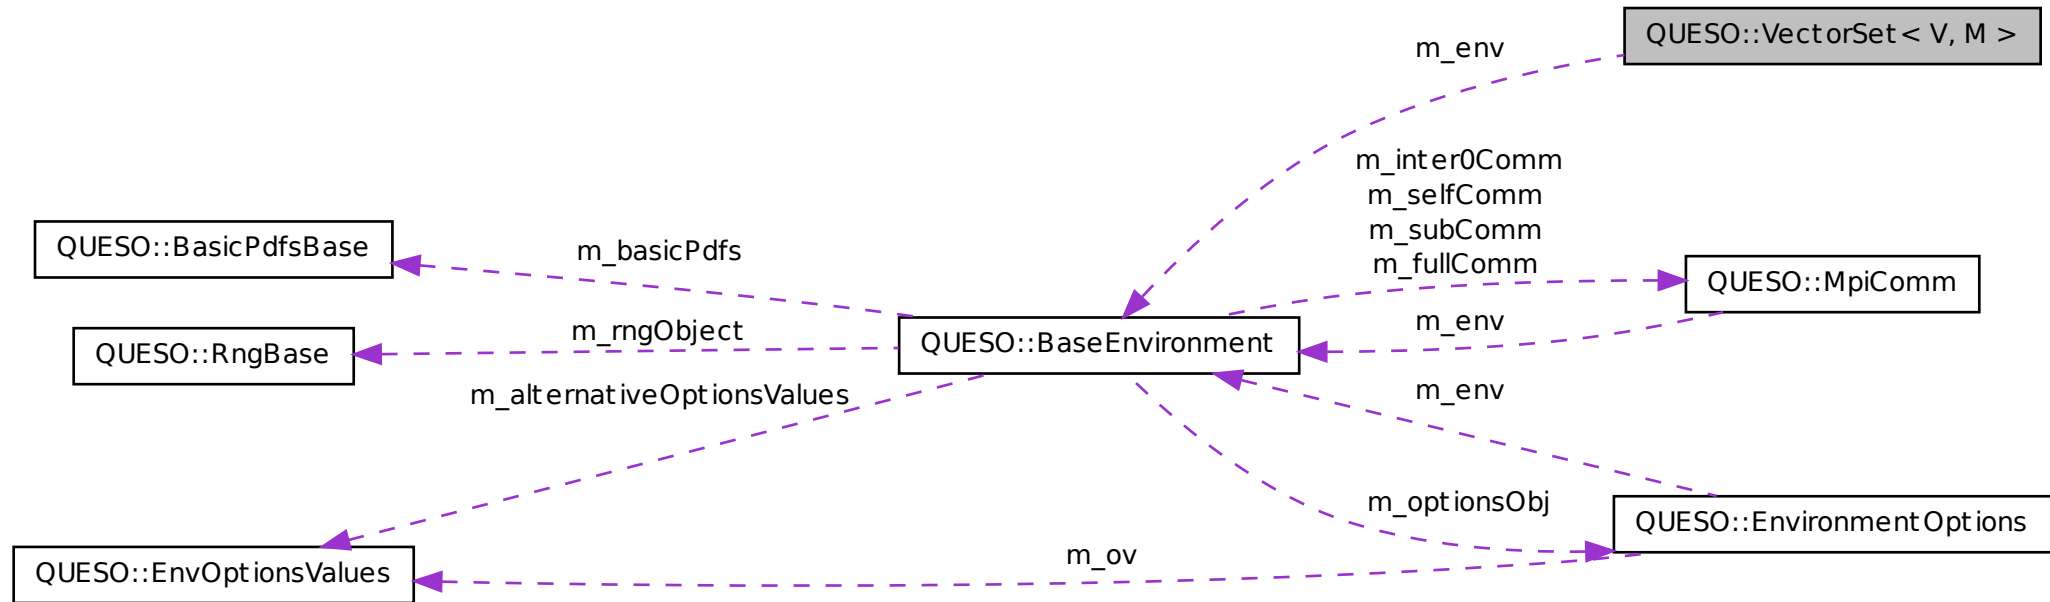 QUESO::VectorSet< V, M >
m_env
m_inter0Comm
m_selfComm
m_subComm
m_fullComm
QUESO::BasicPdfsBase
m_basicPdfs
QUESO::MpiComm
m_rngObject
m_env
QUESO::RngBase
QUESO::BaseEnvironment
m_alternativeOptionsValues
m_env
m_optionsObj
QUESO::EnvironmentOptions
m_ov
QUESO::EnvOptionsValues